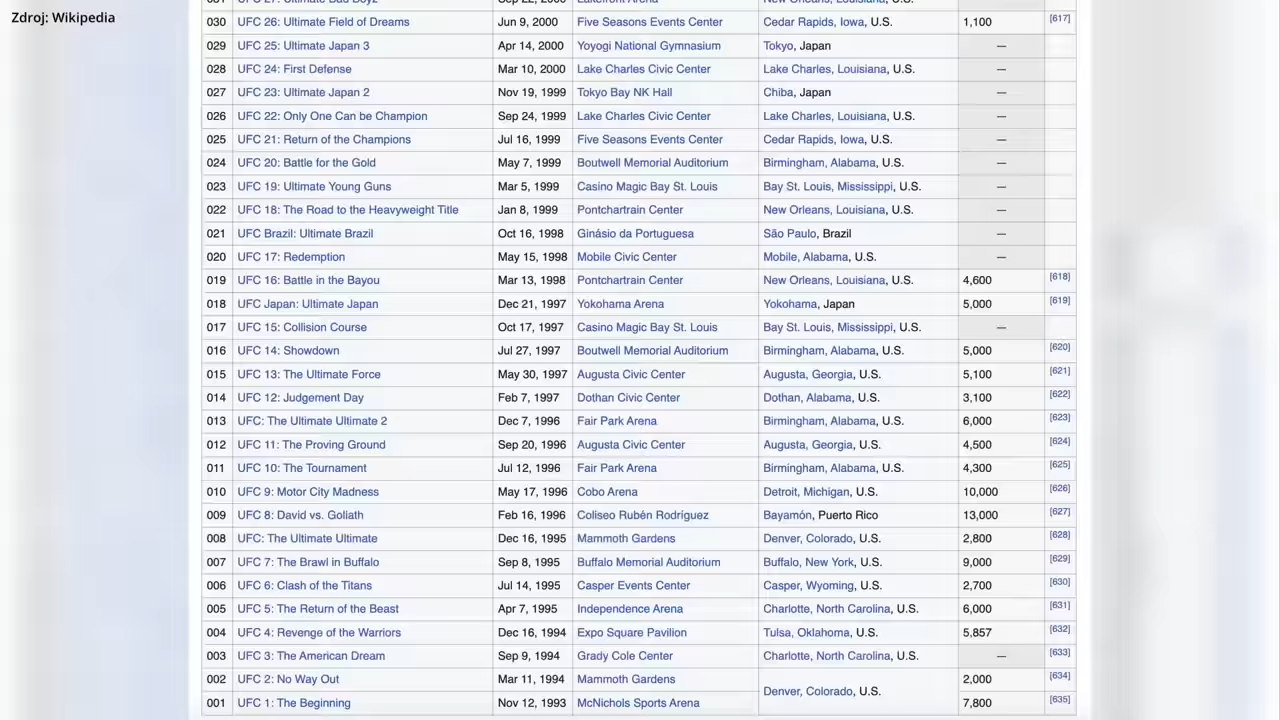 Zdroj: Wikipedia
030 UFC 26: Ultimate Field of Dreams Jun 9, 2000 Five Seasons Events Center Cedar Rapids, Iowa, U.S. 1,100 [617]
029 UFC 25: Ultimate Japan 3 Apr 14, 2000 Yoyogi National Gymnasium Tokyo, Japan —
028 UFC 24: First Defense Mar 10, 2000 Lake Charles Civic Center Lake Charles, Louisiana, U.S. —
027 UFC 23: Ultimate Japan 2 Nov 19, 1999 Tokyo Bay NK Hall Chiba, Japan —
026 UFC 22: Only One Can be Champion Sep 24, 1999 Lake Charles Civic Center Lake Charles, Louisiana, U.S. —
025 UFC 21: Return of the Champions Jul 16, 1999 Five Seasons Events Center Cedar Rapids, Iowa, U.S. —
024 UFC 20: Battle for the Gold May 7, 1999 Boutwell Memorial Auditorium Birmingham, Alabama, U.S. —
023 UFC 19: Ultimate Young Guns Mar 5, 1999 Casino Magic Bay St. Louis Bay St. Louis, Mississippi, U.S. —
022 UFC 18: The Road to the Heavyweight Title Jan 8, 1999 Pontchartrain Center New Orleans, Louisiana, U.S. —
021 UFC Brazil: Ultimate Brazil Oct 16, 1998 Ginásio da Portuguesa São Paulo, Brazil —
020 UFC 17: Redemption May 15, 1998 Mobile Civic Center Mobile, Alabama, U.S. —
019 UFC 16: Battle in the Bayou Mar 13, 1998 Pontchartrain Center New Orleans, Louisiana, U.S. 4,600 [618]
018 UFC Japan: Ultimate Japan Dec 21, 1997 Yokohama Arena Yokohama, Japan 5,000 [619]
017 UFC 15: Collision Course Oct 17, 1997 Casino Magic Bay St. Louis Bay St. Louis, Mississippi, U.S. —
016 UFC 14: Showdown Jul 27, 1997 Boutwell Memorial Auditorium Birmingham, Alabama, U.S. 5,000 [620]
015 UFC 13: The Ultimate Force May 30, 1997 Augusta Civic Center Augusta, Georgia, U.S. 5,100 [621]
014 UFC 12: Judgement Day Feb 7, 1997 Dothan Civic Center Dothan, Alabama, U.S. 3,100 [622]
013 UFC: The Ultimate Ultimate 2 Dec 7, 1996 Fair Park Arena Birmingham, Alabama, U.S. 6,000 [623]
012 UFC 11: The Proving Ground Sep 20, 1996 Augusta Civic Center Augusta, Georgia, U.S. 4,500 [624]
011 UFC 10: The Tournament Jul 12, 1996 Fair Park Arena Birmingham, Alabama, U.S. 4,300 [625]
010 UFC 9: Motor City Madness May 17, 1996 Cobo Arena Detroit, Michigan, U.S. 10,000 [626]
009 UFC 8: David vs. Goliath Feb 16, 1996 Coliseo Rubén Rodríguez Bayamón, Puerto Rico 13,000 [627]
008 UFC: The Ultimate Ultimate Dec 16, 1995 Mammoth Gardens Denver, Colorado, U.S. 2,800 [628]
007 UFC 7: The Brawl in Buffalo Sep 8, 1995 Buffalo Memorial Auditorium Buffalo, New York, U.S. 9,000 [629]
006 UFC 6: Clash of the Titans Jul 14, 1995 Casper Events Center Casper, Wyoming, U.S. 2,700 [630]
005 UFC 5: The Return of the Beast Apr 7, 1995 Independence Arena Charlotte, North Carolina, U.S. 6,000 [631]
004 UFC 4: Revenge of the Warriors Dec 16, 1994 Expo Square Pavilion Tulsa, Oklahoma, U.S. 5,857 [632]
003 UFC 3: The American Dream Sep 9, 1994 Grady Cole Center Charlotte, North Carolina, U.S. — [633]
002 UFC 2: No Way Out Mar 11, 1994 Mammoth Gardens Denver, Colorado, U.S. 2,000 [634]
001 UFC 1: The Beginning Nov 12, 1993 McNichols Sports Arena 7,800 [635]